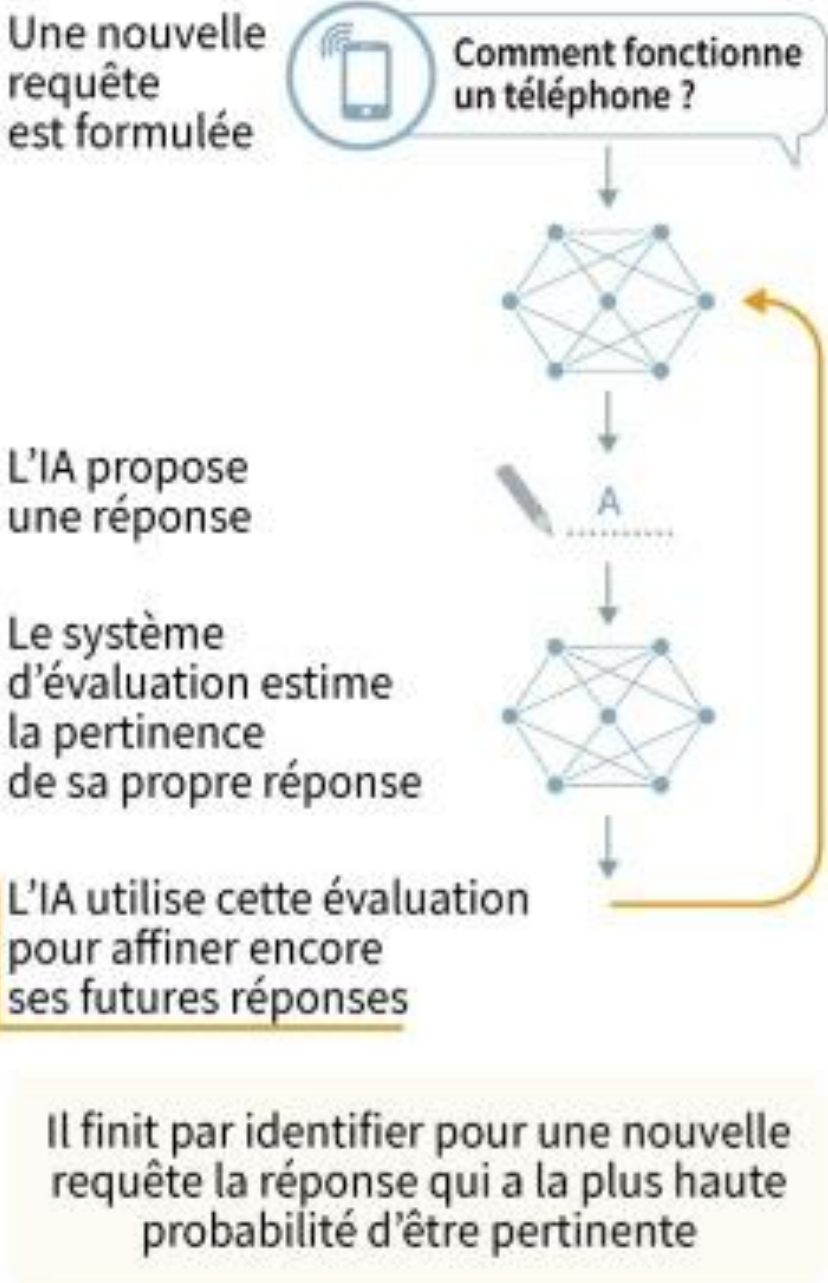 Une nouvelle
requête
est formulée
Comment fonctionne
un téléphone ?
L'IA propose
une réponse
A
Le système
d'évaluation estime
la pertinence
de sa propre réponse
L'IA utilise cette évaluation
pour affiner encore
ses futures réponses
Il finit par identifier pour une nouvelle
requête la réponse qui a la plus haute
probabilité d'être pertinente